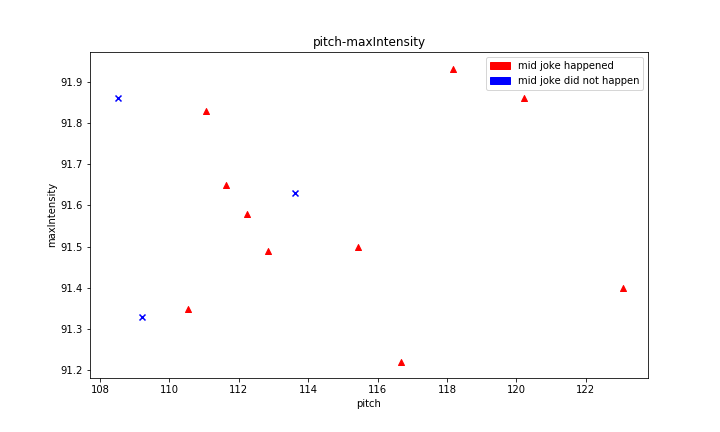 pitch-maxIntensity
mid joke happened
mid joke did not happen
maxIntensity
91.9
91.8
91.7
91.6
91.5
91.4
91.3
91.2
108 110 112 114 116 118 120 122
pitch